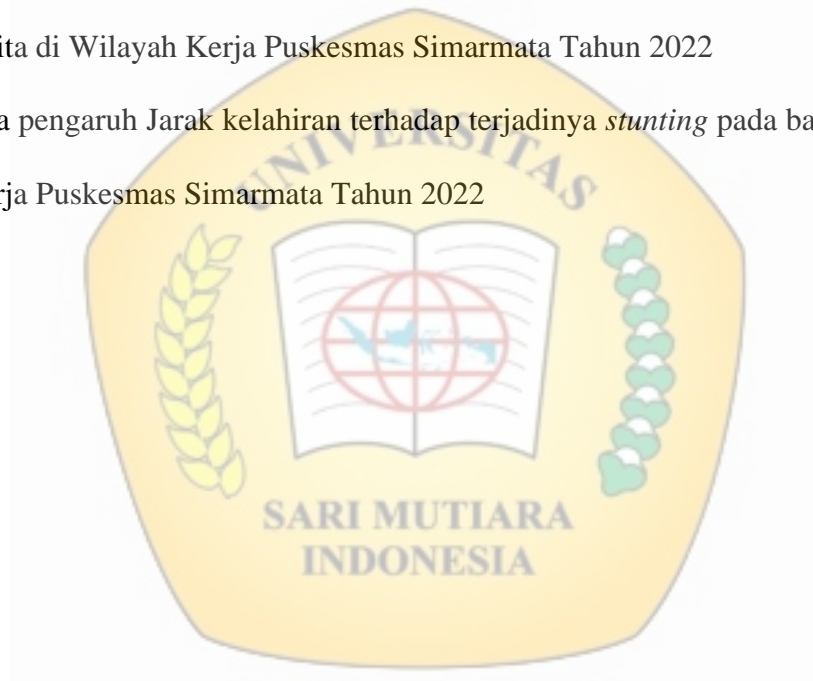 ita di Wilayah Kerja Puskesmas Simarmata Tahun 2022
a pengaruh Jarak kelahiran terhadap terjadinya stunting pada ba
rja Puskesmas Simarmata Tahun 2022
UNIVERSITAS
SARI MUTIARA
INDONESIA